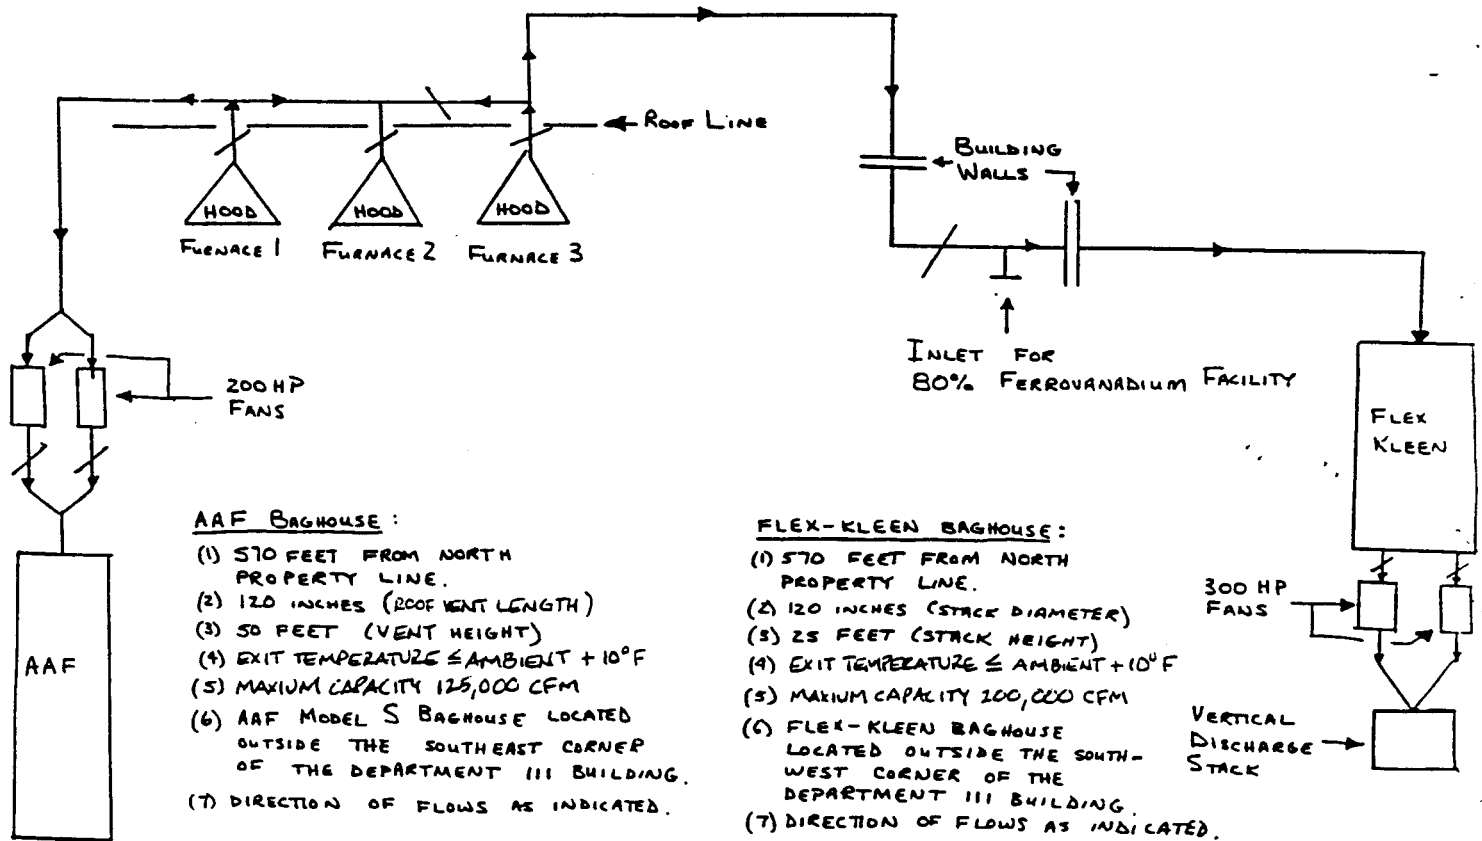 ROOF LINE
BUILDING
WALLS
HOOD
HOOD
HOOD
FURNACE 1
FURNACE 2
FURNACE 3
INLET FOR
80% FERROVANADIUM FACILITY
200 HP
FANS
FLEX
KLEEN
AAF BAGHOUSE:
(1) 570 FEET FROM NORTH
PROPERTY LINE.
(2) 120 INCHES (ROOF VENT LENGTH)
(3) 50 FEET (VENT HEIGHT)
(4) EXIT TEMPERATURE ≤ AMBIENT + 10°F
(5) MAXIUM CAPACITY 125,000 CFM
(6) AAF MODEL S BAGHOUSE LOCATED
OUTSIDE THE SOUTHEAST CORNER
OF THE DEPARTMENT 111 BUILDING.
(7) DIRECTION OF FLOWS AS INDICATED.
AAF
FLEX-KLEEN BAGHOUSE:
(1) 570 FEET FROM NORTH
PROPERTY LINE.
(2) 120 INCHES (STACK DIAMETER)
(3) 25 FEET (STACK HEIGHT)
(4) EXIT TEMPERATURE ≤ AMBIENT + 10°F
(5) MAXIUM CAPACITY 200,000 CFM
(6) FLEX-KLEEN BAGHOUSE
LOCATED OUTSIDE THE SOUTH-
WEST CORNER OF THE
DEPARTMENT 111 BUILDING.
(7) DIRECTION OF FLOWS AS INDICATED.
300 HP
FANS
VERTICAL
DISCHARGE
STACK